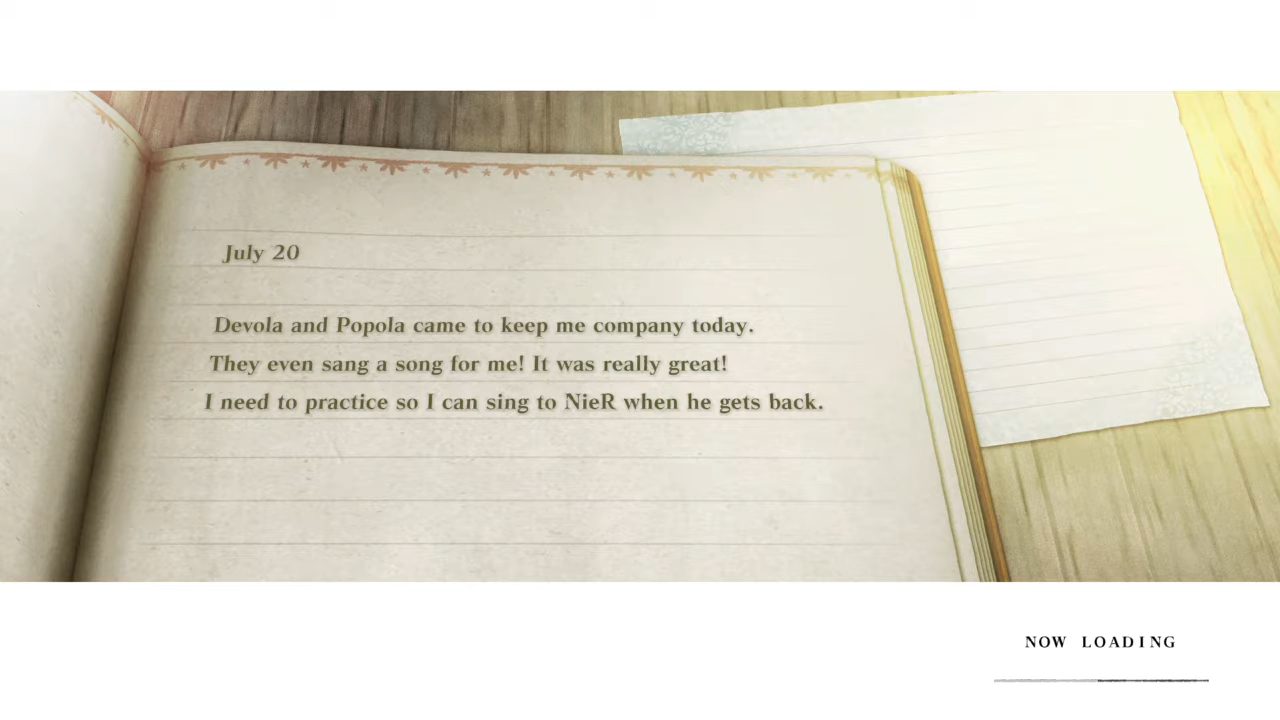 July 20
Devola and Popola came to keep me company today.
They even sang a song for me! It was really great!
I need to practice so I can sing to NieR when he gets back.
NOW LOADING